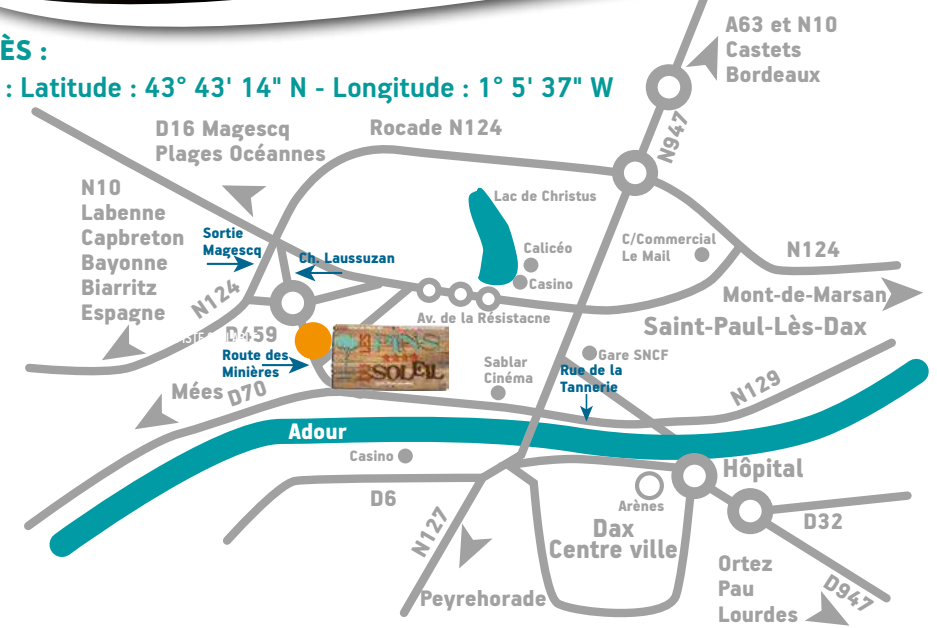 ÈS :
: Latitude : 43° 43' 14" N - Longitude : 1° 5' 37" W
A63 et N10
Castets
Bordeaux
D16 Magescq
Plages Océannes
Rocade N124
N947
N10
Labenne
Capbreton
Bayonne
Biarritz
Espagne
Sortie
Magescq
Ch. Laussuzan
Lac de Christus
Calicéo
Casino
C/Commercial
Le Mail
N124
Mont-de-Marsan
Saint-Paul-Lès-Dax
N124
Av. de la Résistacne
D459
Route des
Minières
PINS
SOLEIL
Sablar
Cinéma
Gare SNCF
Rue de la
Tannerie
N129
Mées
D70
Adour
Casino
D6
Hôpital
Arènes
Dax
Centre ville
D32
N127
Peyrehorade
Ortez
Pau
Lourdes
D947